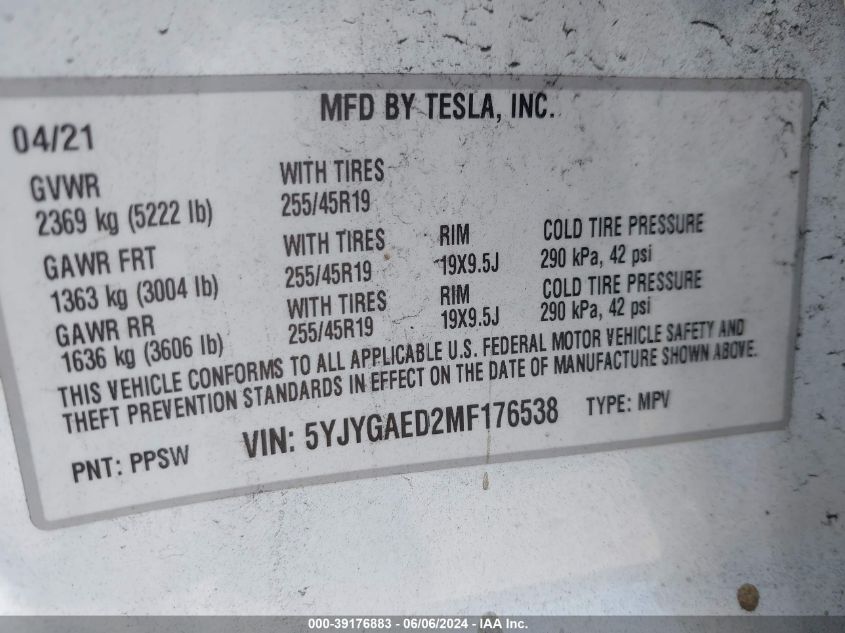 MFD BY TESLA, INC.
04/21
GVWR
2369 kg (5222 lb)
WITH TIRES
255/45R19
GAWR FRT
1363 kg (3004 lb)
WITH TIRES
255/45R19
RIM
19X9.5J
COLD TIRE PRESSURE
290 kPa, 42 psi
GAWR RR
1636 kg (3606 lb)
WITH TIRES
255/45R19
RIM
19X9.5J
COLD TIRE PRESSURE
290 kPa, 42 psi
THIS VEHICLE CONFORMS TO ALL APPLICABLE U.S. FEDERAL MOTOR VEHICLE SAFETY AND
THEFT PREVENTION STANDARDS IN EFFECT ON THE DATE OF MANUFACTURE SHOWN ABOVE.
PNT: PPSW
VIN: 5YJYGAED2MF176538
TYPE: MPV
000-39176883 - 06/06/2024 - IAA, Inc.